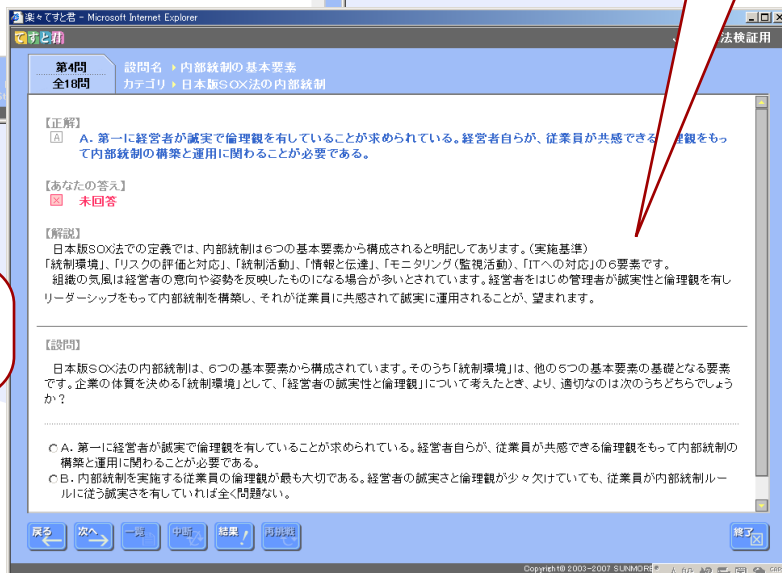 楽々てすと君 - Microsoft Internet Explorer
てすと君
法検証用
第4問
全18問
設問名 内部統制の基本要素
カテゴリ 日本版SOX法の内部統制
【正解】
A A. 第一に経営者が誠実で倫理観を有していることが求められている。経営者自らが、従業員が共感できる 理観をもっ
て内部統制の構築と運用に関わることが必要である。
【あなたの答え】
未回答
【解説】
日本版SOX法での定義では、内部統制は6つの基本要素から構成されると明記してあります。(実施基準)
「統制環境」、「リスクの評価と対応」、「統制活動」、「情報と伝達」、「モニタリング(監視活動)、「ITへの対応」の6要素です。
組織の気風は経営者の意向や姿勢を反映したものになる場合が多いとされています。経営者をはじめ管理者が誠実性と倫理観を有し
リーダーシップをもって内部統制を構築し、それが従業員に共感されて誠実に運用されることが、望まれます。
【設問】
日本版SOX法の内部統制は、6つの基本要素から構成されています。そのうち「統制環境」は、他の5つの基本要素の基礎となる要素
です。企業の体質を決める「統制環境」として、「経営者の誠実性と倫理観」について考えたとき、より、適切なのは次のうちどちらでしょう
か?
A. 第一に経営者が誠実で倫理観を有していることが求められている。経営者自らが、従業員が共感できる倫理観をもって内部統制の
構築と運用に関わることが必要である。
B. 内部統制を実施する従業員の倫理観が最も大切である。経営者の誠実さと倫理観が少々欠けていても、従業員が内部統制ルー
ルに従う誠実さを有していれば全く問題ない。
戻る 次へ 一覧 中断 結果 再挑戦 終了
Copyright© 2003-2007 SUNMORE